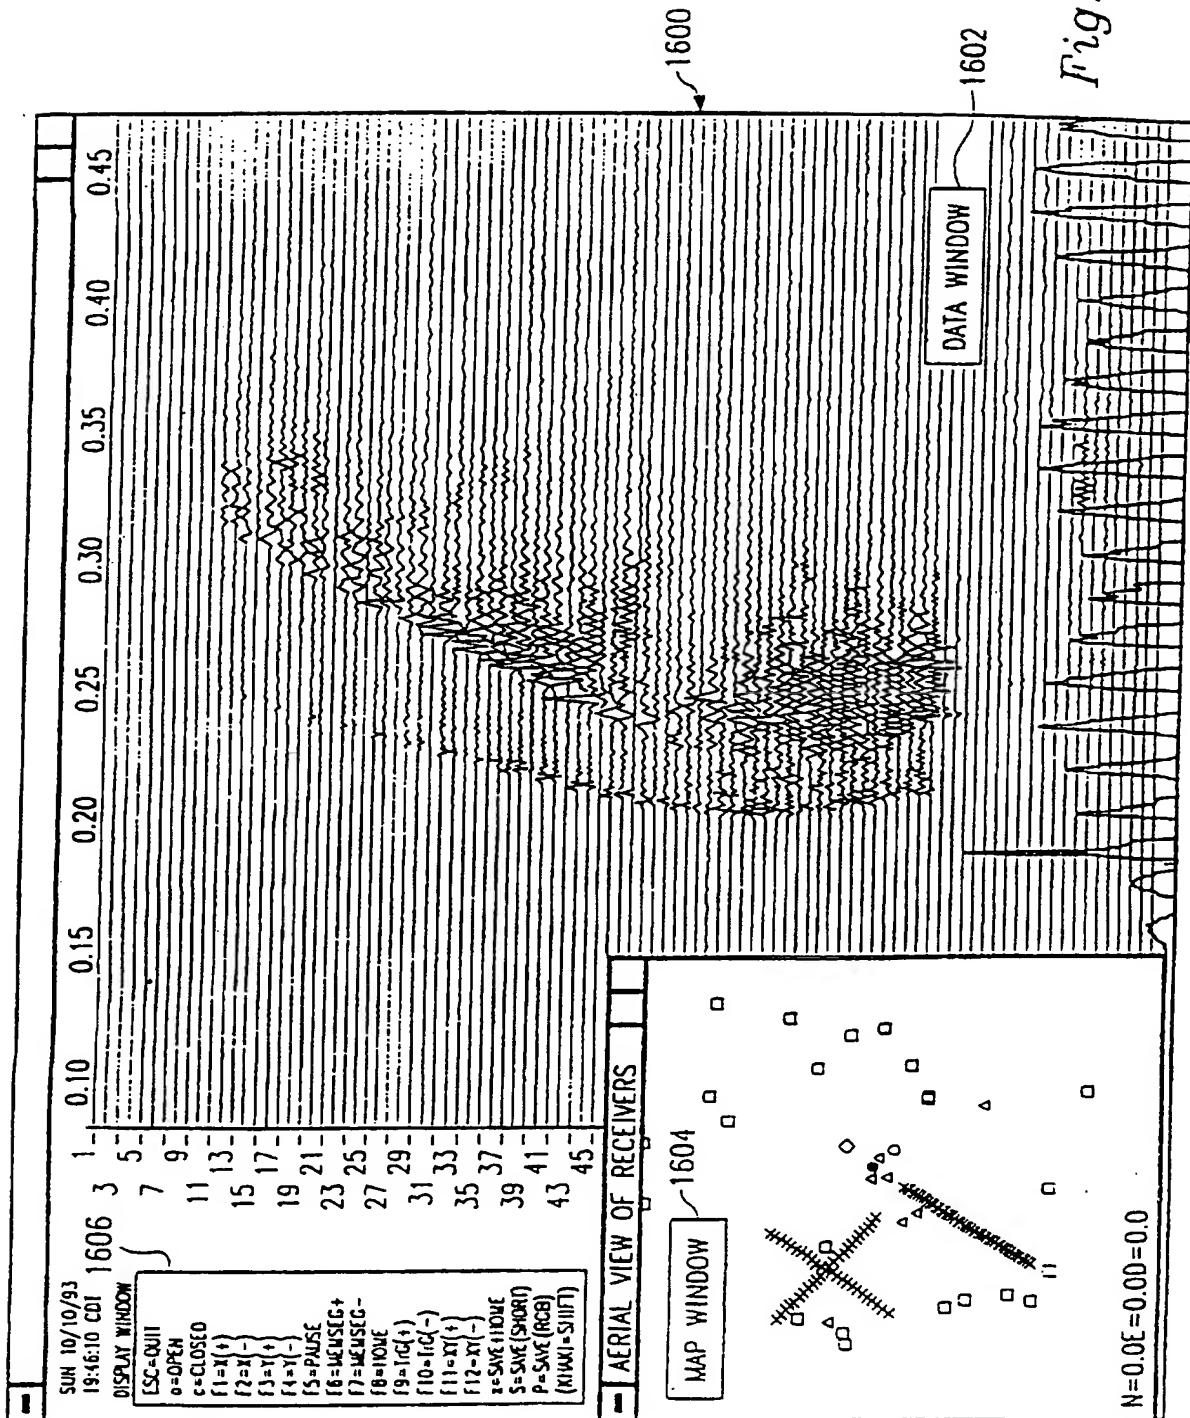 SUN 10/10/93
19:46:10 CDT
1606
DISPLAY WINDOW
ESC=QUIT
o=OPEN
c=CLOSED
F1=X(+)
F2=X(-)
F3=Y(+)
F4=Y(-)
F5=PAUSE
F6=MEMSEG+
F7=MEMSEG-
F8=HOME
F9=TrG(+)
F10=TrG(-)
F11=XY(+)
F12=XY(-)
z=SAVE+HOME
S=SAVE(SHORT)
P=SAVE(RGB)
0.10 0.15 0.20 0.25 0.30 0.35 0.40 0.45
1
3
5
7
9
11
13
15
17
19
21
23
25
27
29
31
33
35
37
39
41
43
45
1600
DATA WINDOW
1602
AERIAL VIEW OF RECEIVERS
MAP WINDOW
1604
N=0.0E=0.0D=0.0
Fig.